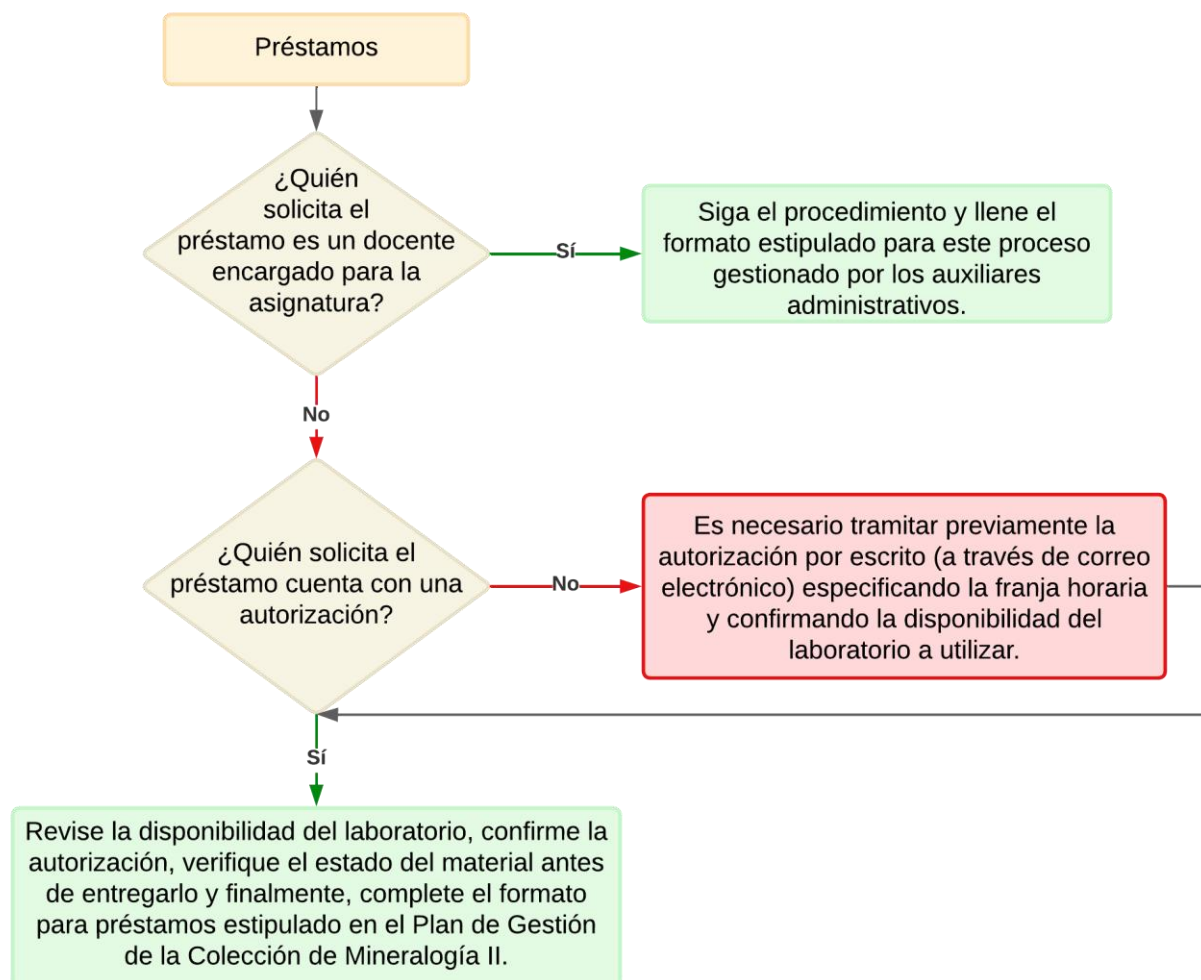 Préstamos
¿Quién
solicita el
préstamo es un docente
encargado para la
asignatura?
Sí
Siga el procedimiento y llene el
formato estipulado para este proceso
gestionado por los auxiliares
administrativos.
No
¿Quién solicita el
préstamo cuenta con una
autorización?
No
Es necesario tramitar previamente la
autorización por escrito (a través de correo
electrónico) especificando la franja horaria
y confirmando la disponibilidad del
laboratorio a utilizar.
Sí
Revise la disponibilidad del laboratorio, confirme la
autorización, verifique el estado del material antes
de entregarlo y finalmente, complete el formato
para préstamos estipulado en el Plan de Gestión
de la Colección de Mineralogía II.